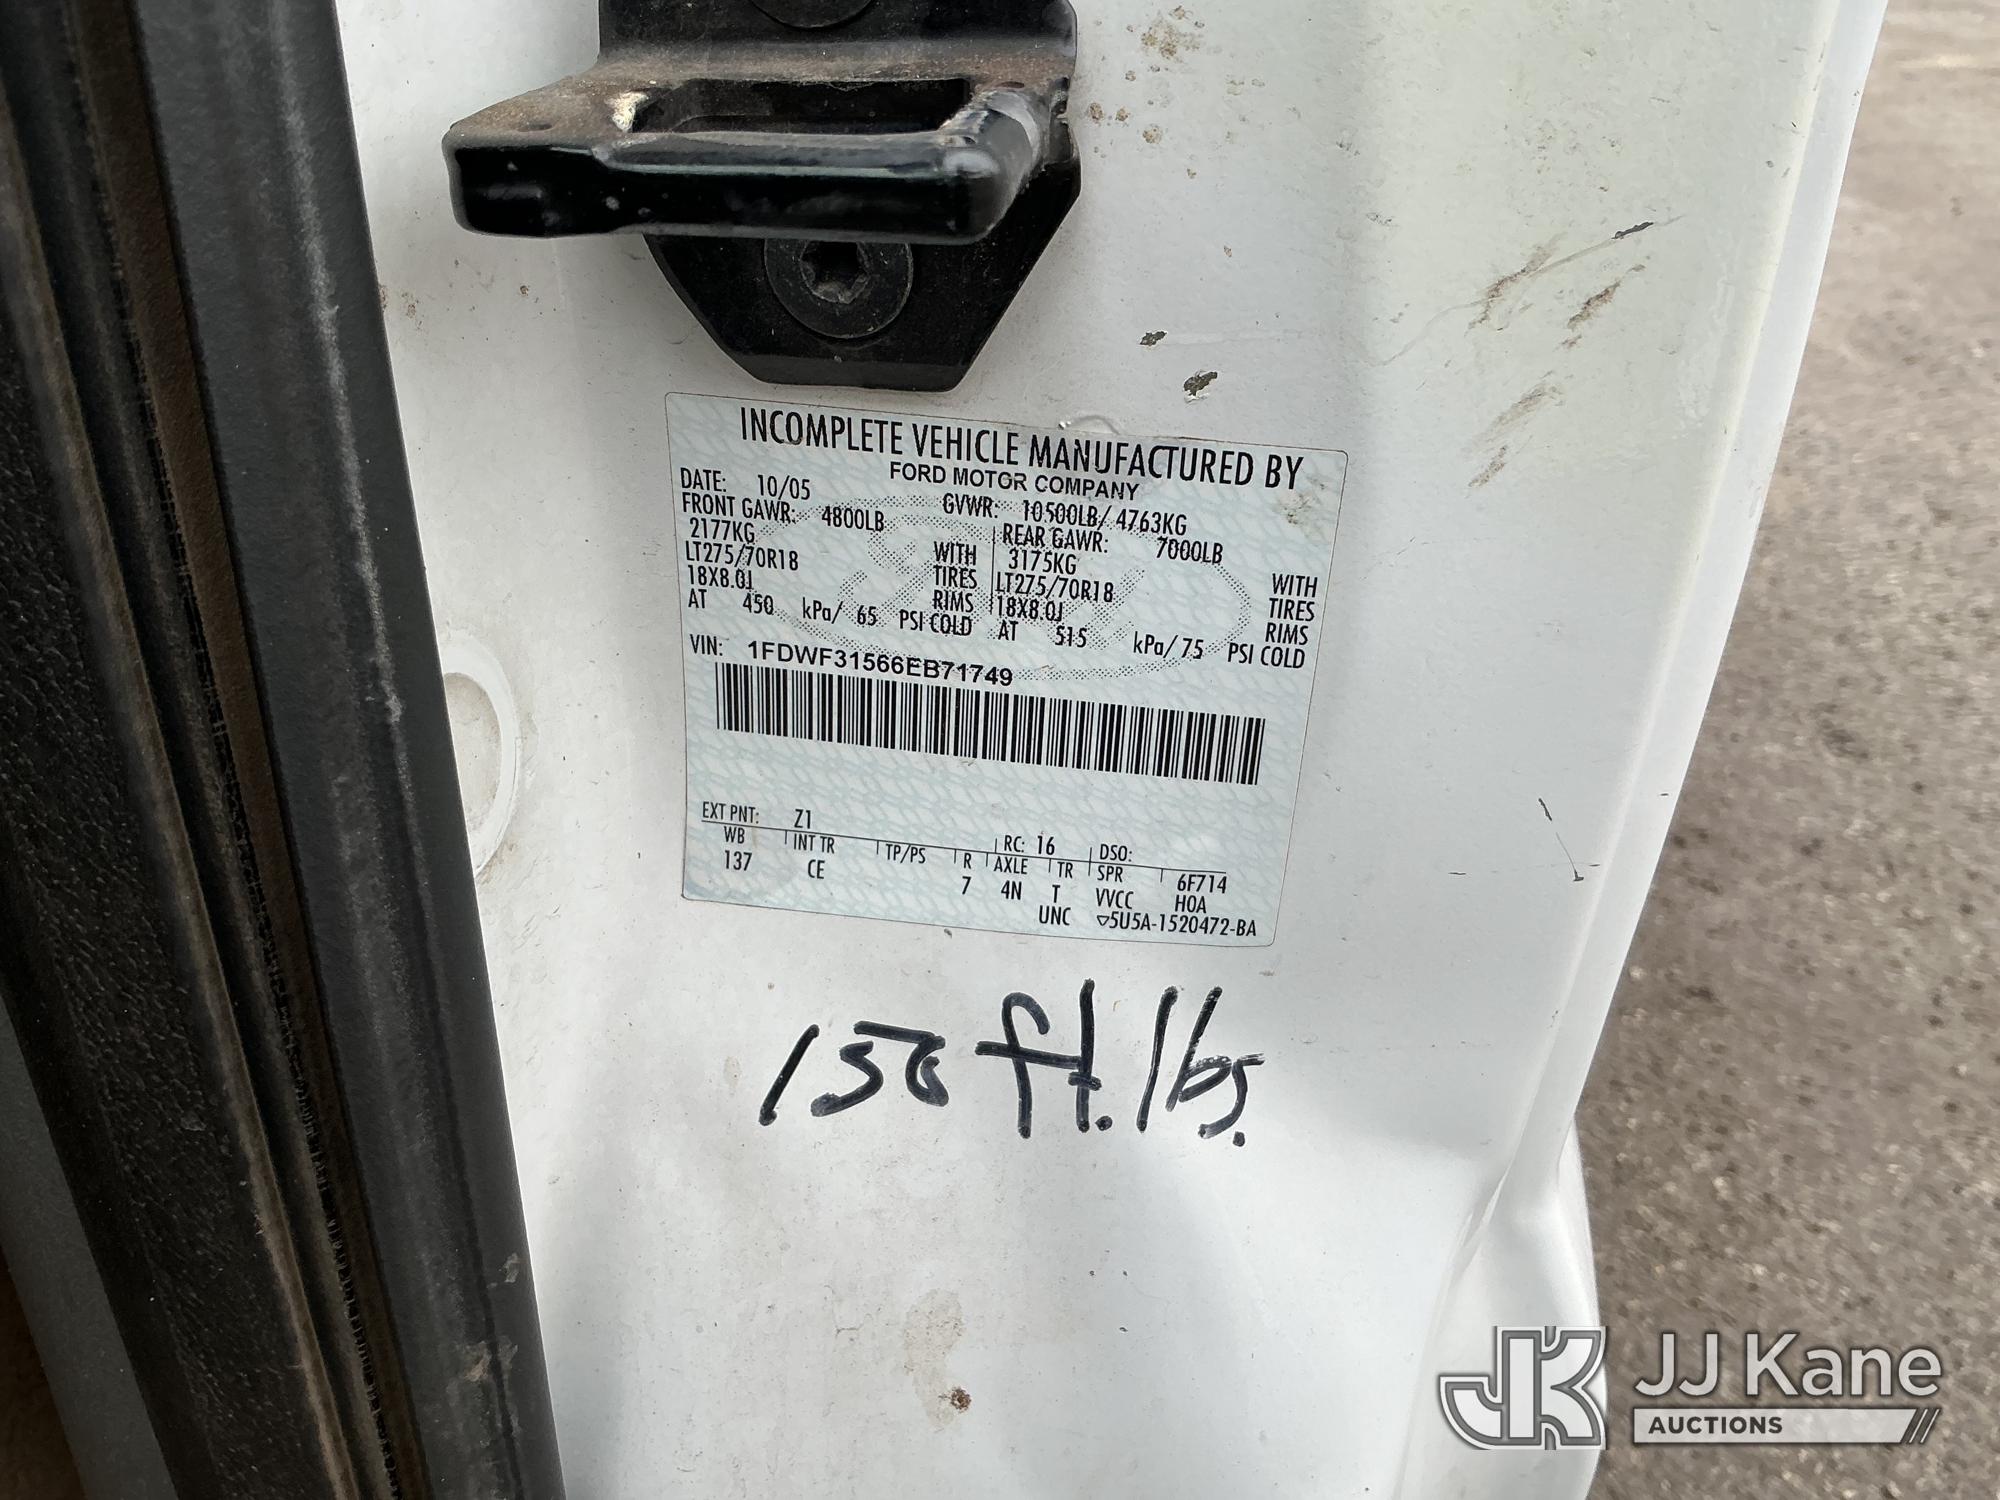 INCOMPLETE VEHICLE MANUFACTURED BY
FORD MOTOR COMPANY
DATE: 10/05 GVWR: 10500LB/ 4763KG
FRONT GAWR: 4800LB REAR GAWR: 7000LB
2177KG WITH 3175KG WITH
LT275/70R18 TIRES LT275/70R18 TIRES
18X8.0J RIMS 18X8.0J RIMS
AT 450 kPa/ 65 PSI COLD AT 515 kPa/ 75 PSI COLD
VIN: 1FDWF31566EB71749
EXT PNT: Z1 RC: 16 DSO:
WB INT TR TP/PS R AXLE TR SPR 6F714
137 CE 7 4N T VVCC HOA
UNC ▽5U5A-1520472-BA
150 ft. lbs.
JK JJ Kane
AUCTIONS